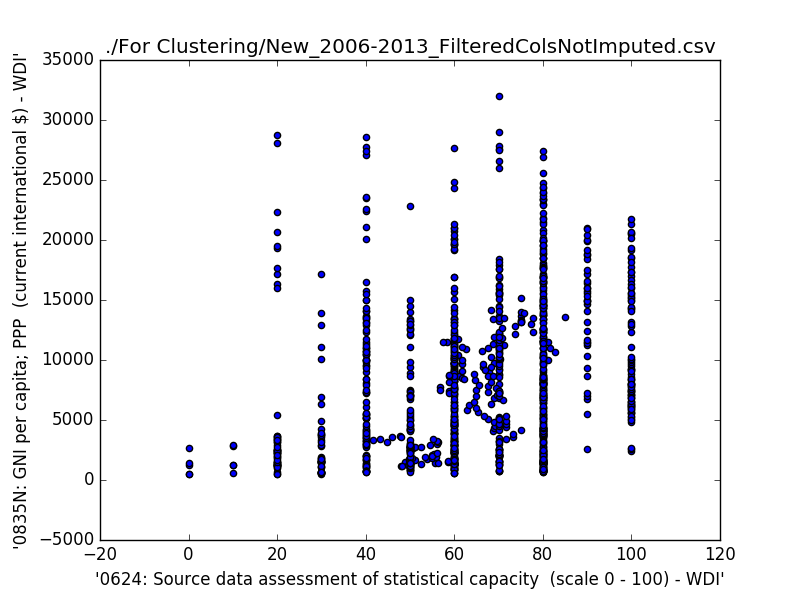 ./For Clustering/New_2006-2013_FilteredColsNotImputed.csv
'0835N: GNI per capita; PPP  (current international $) - WDI'
35000
30000
25000
20000
15000
10000
5000
0
−5000
−20 0 20 40 60 80 100 120
'0624: Source data assessment of statistical capacity  (scale 0 - 100) - WDI'